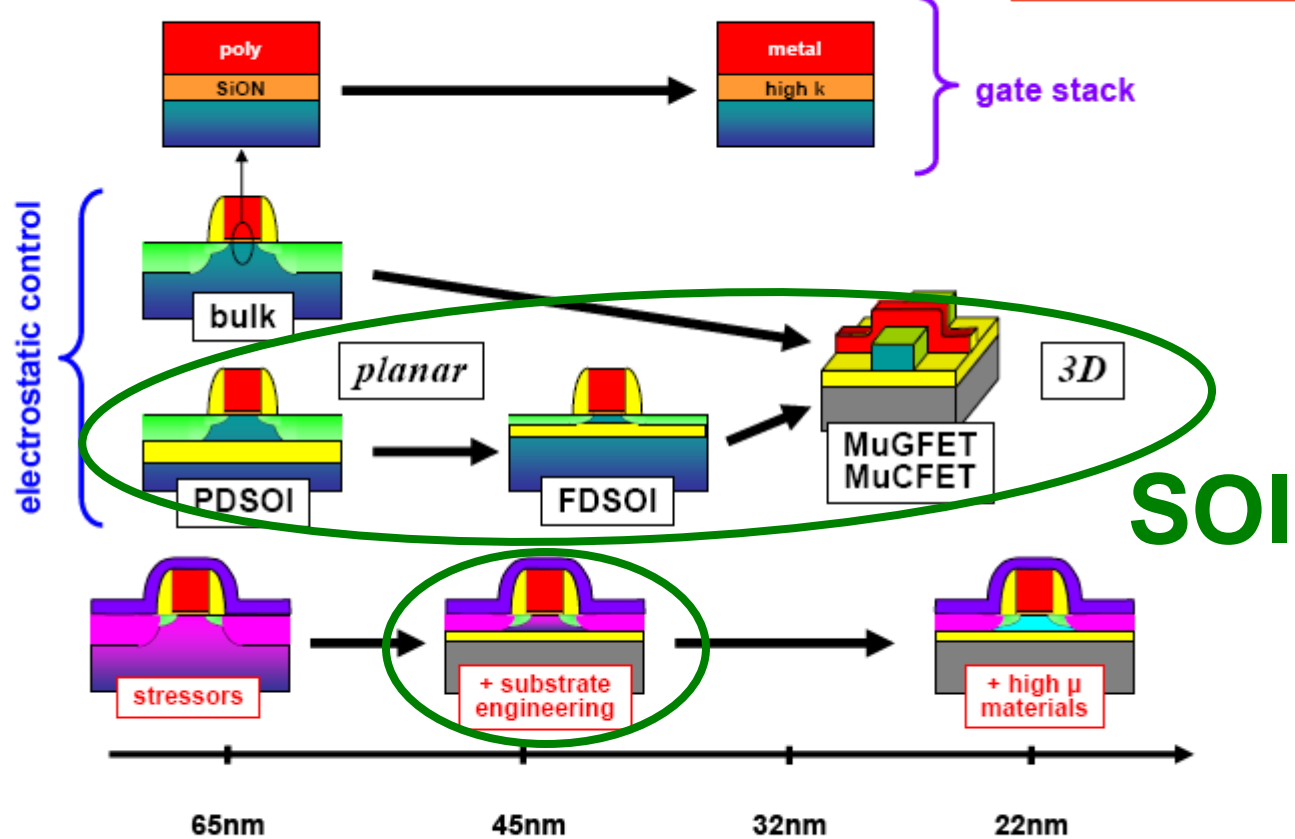 poly
SiON
metal
high k
gate stack
electrostatic control
bulk
planar
3D
PDSOI
FDSOI
MuGFET
MuCFET
SOI
stressors
+ substrate
engineering
+ high µ
materials
65nm
45nm
32nm
22nm